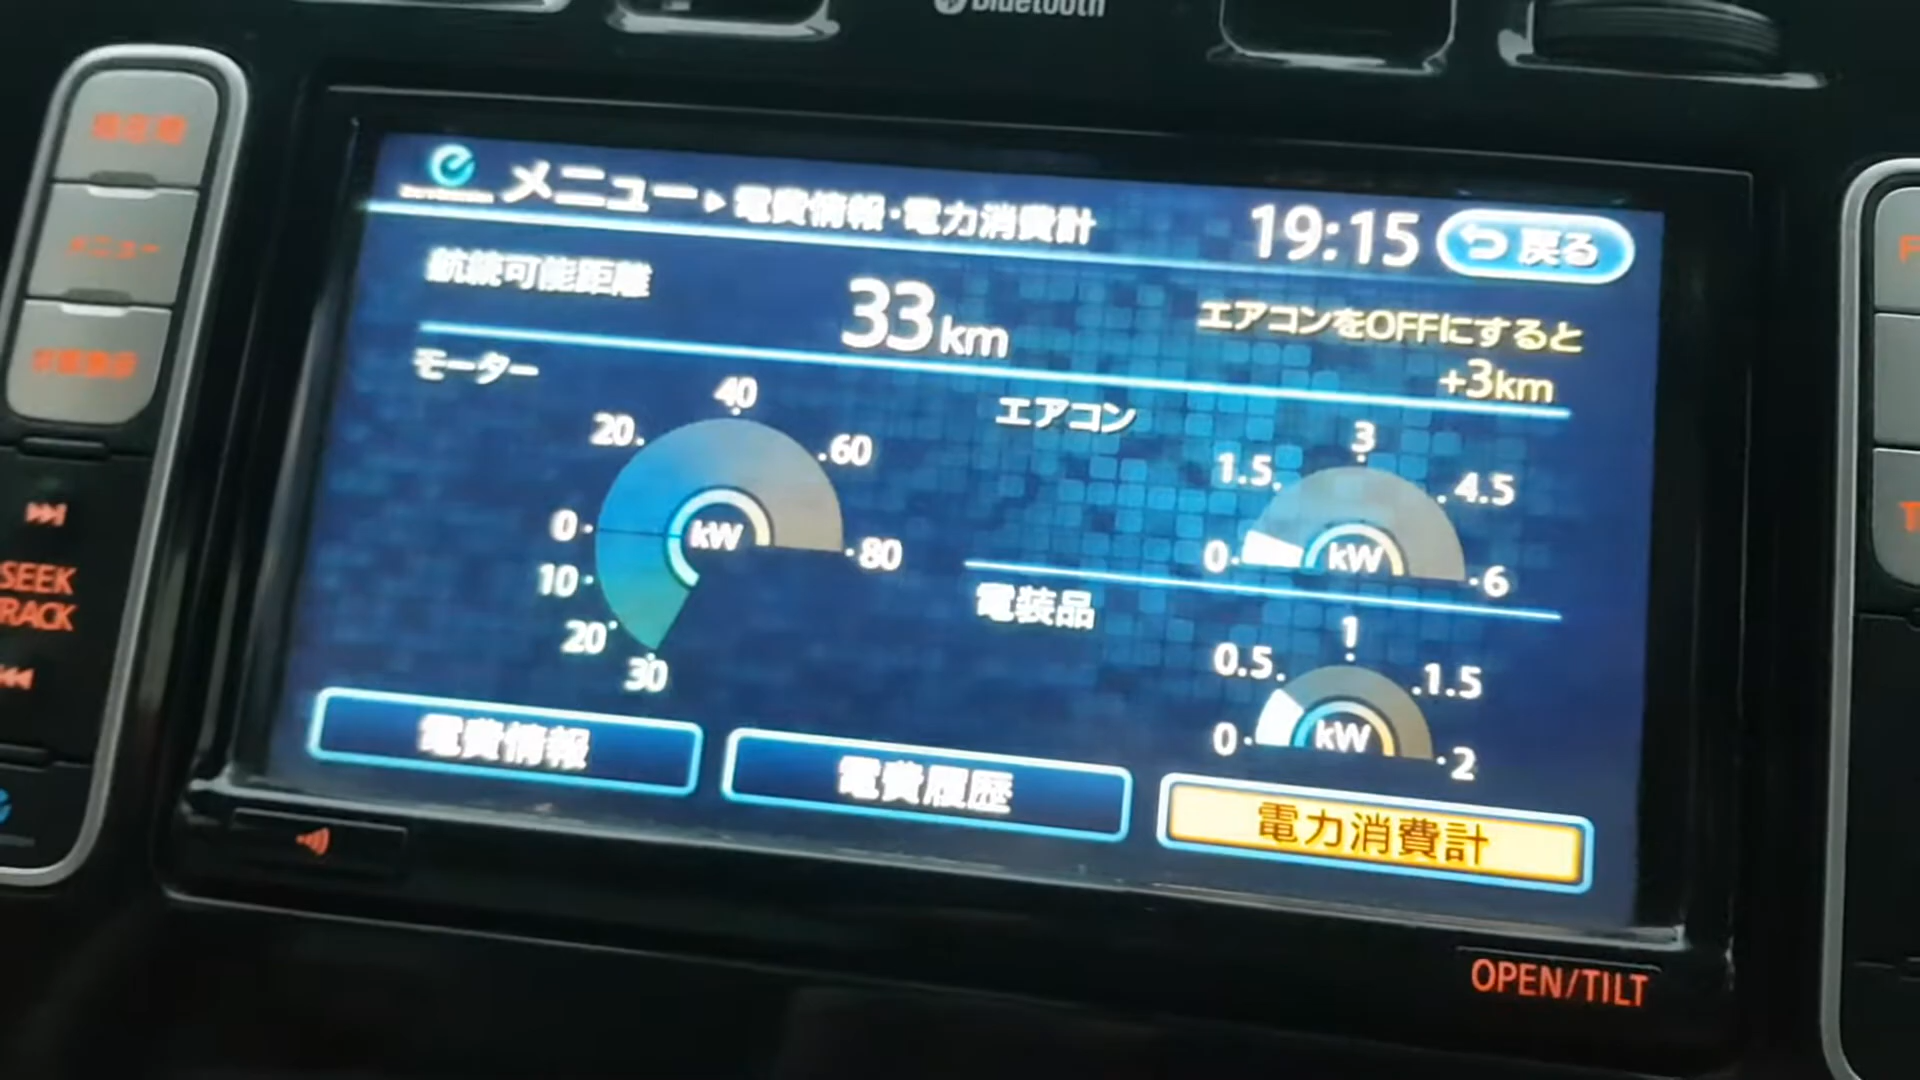 Bluetooth
メニュー ▸ 電費情報・電力消費計
19:15
戻る
航続可能距離
33km
エアコンをOFFにすると
+3km
モーター
40
20
60
0
80
10
20
30
kW
エアコン
3
1.5
4.5
0
6
kW
電装品
1
0.5
1.5
0
2
kW
電費情報
電費履歴
電力消費計
メニュー
SEEK
TRACK
OPEN/TILT